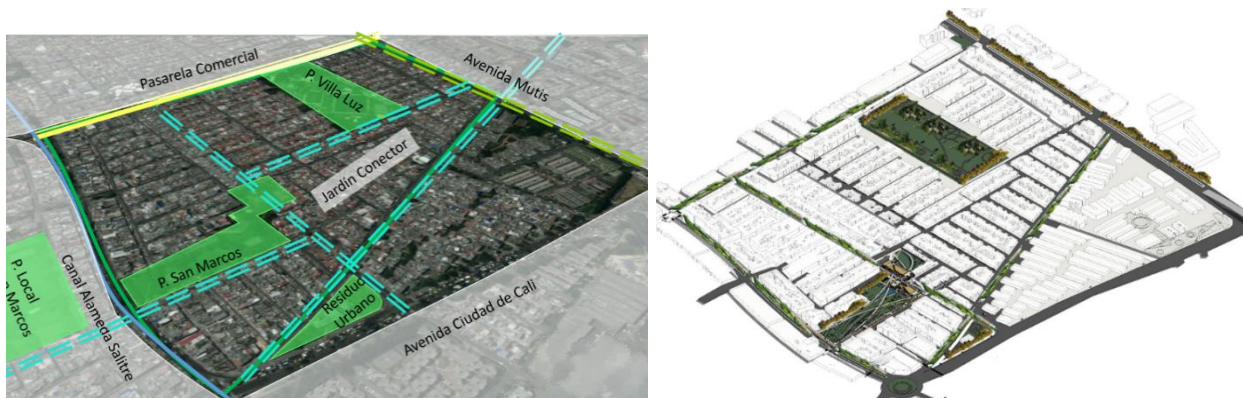 Pasarela Comercial
P. Villa Luz
Avenida Mutis
Jardín Conector
P. San Marcos
P. Local
Marcos
Canal Alameda Salitre
Residuo
Urbano
Avenida Ciudad de Cali